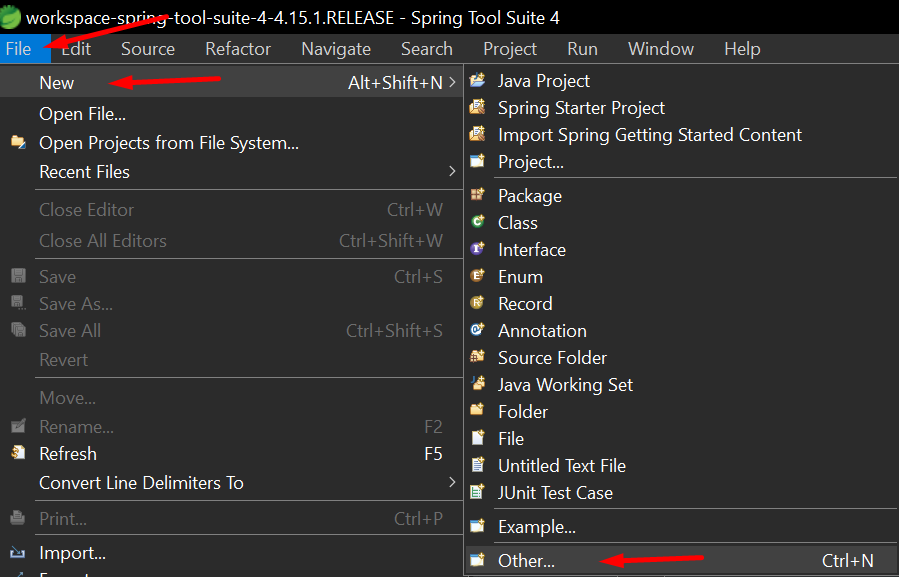 workspace-spring-tool-suite-4-4.15.1.RELEASE - Spring Tool Suite 4
File Edit Source Refactor Navigate Search Project Run Window Help
New Alt+Shift+N
Open File...
Open Projects from File System...
Recent Files
Close Editor Ctrl+W
Close All Editors Ctrl+Shift+W
Save Ctrl+S
Save As...
Save All Ctrl+Shift+S
Revert
Move...
Rename... F2
Refresh F5
Convert Line Delimiters To
Print... Ctrl+P
Import...
Java Project
Spring Starter Project
Import Spring Getting Started Content
Project...
Package
Class
Interface
Enum
Record
Annotation
Source Folder
Java Working Set
Folder
File
Untitled Text File
JUnit Test Case
Example...
Other... Ctrl+N